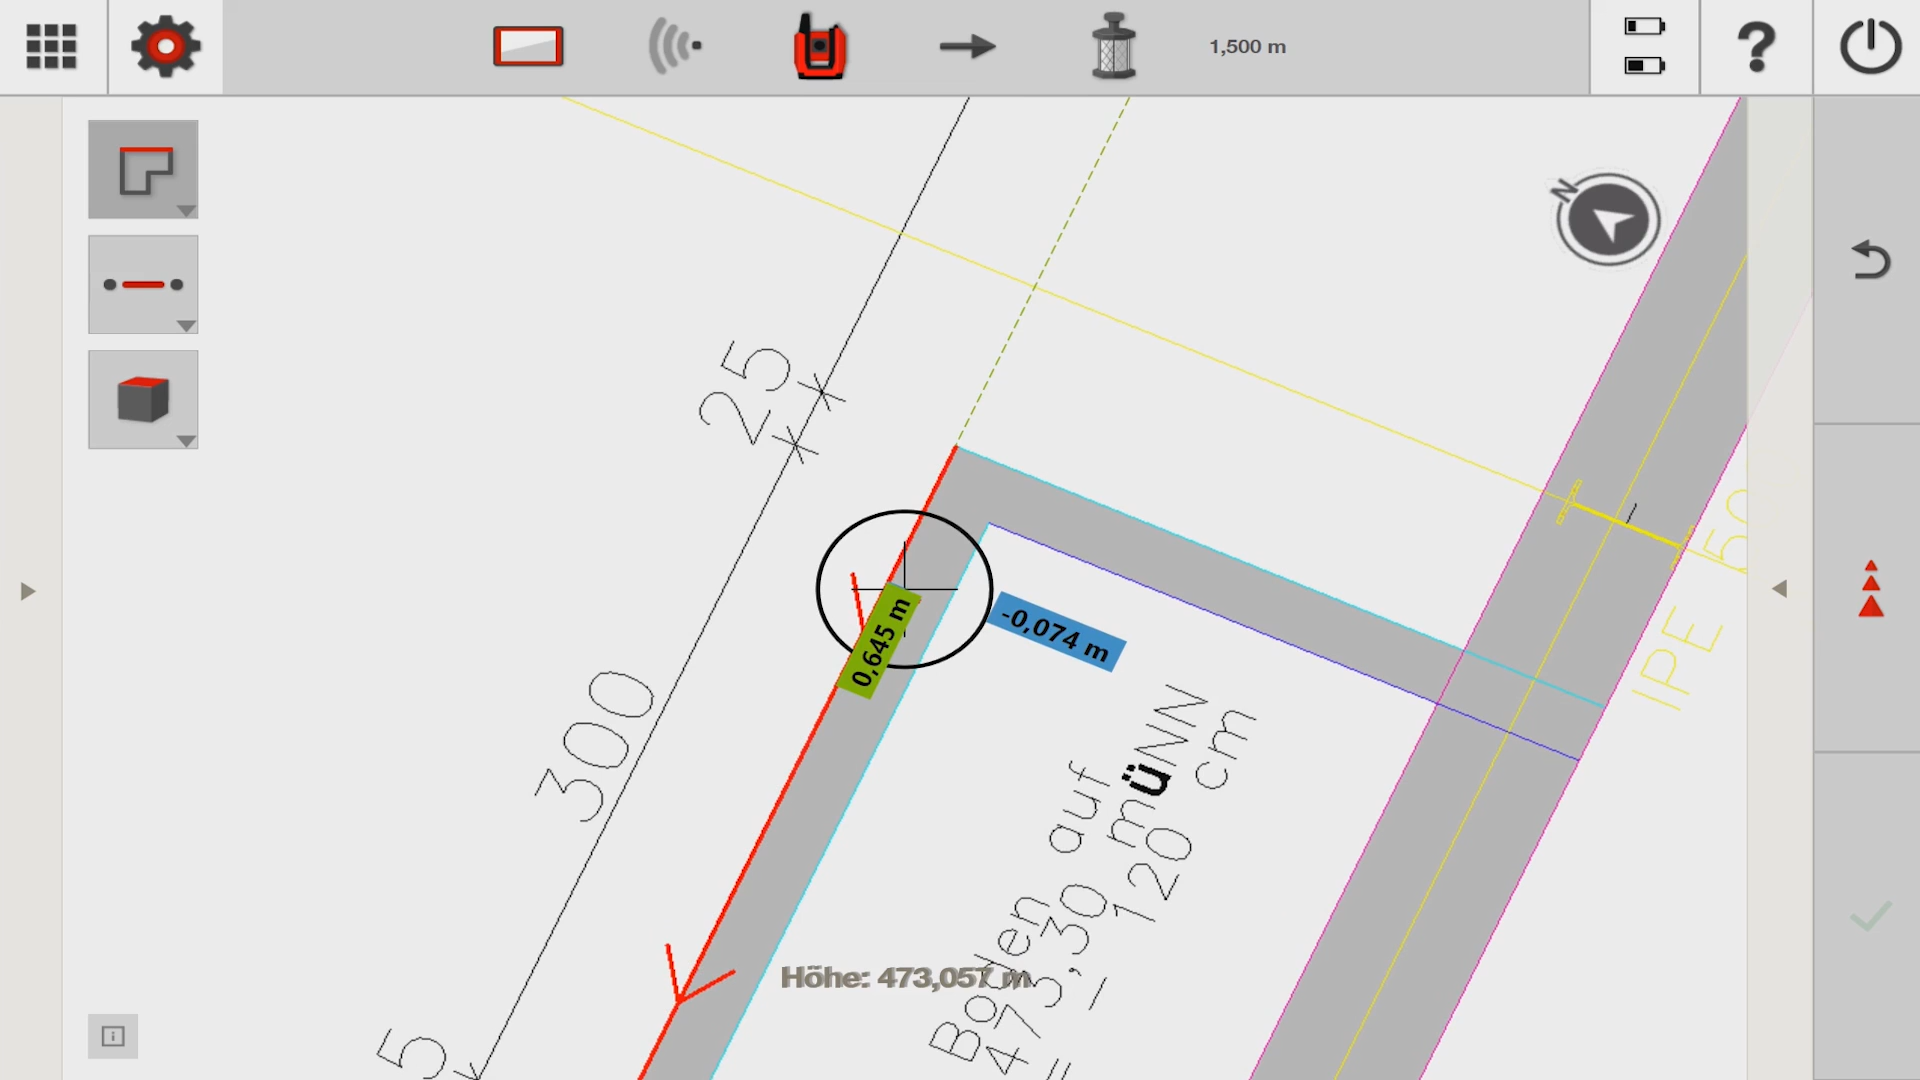 1,500 m
N
25
300
0,645 m
-0,074 m
Boden auf
473,30 müNN
120 cm
IPE
Höhe: 473,057 m
5